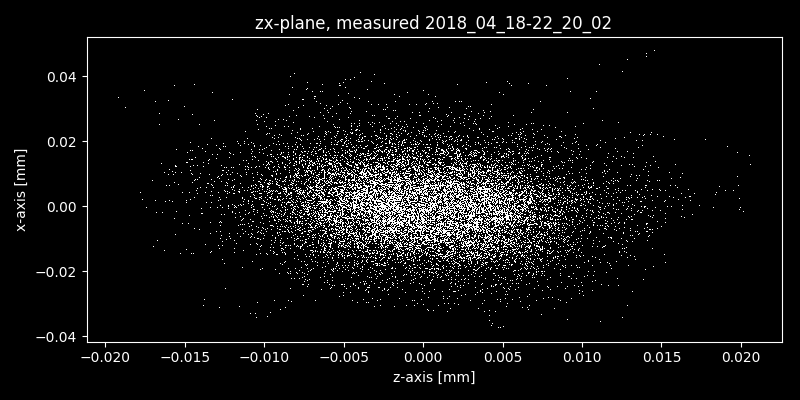 zx-plane, measured 2018_04_18-22_20_02
0.04
0.02
0.00
−0.02
−0.04
x-axis [mm]
−0.020 −0.015 −0.010 −0.005 0.000 0.005 0.010 0.015 0.020
z-axis [mm]